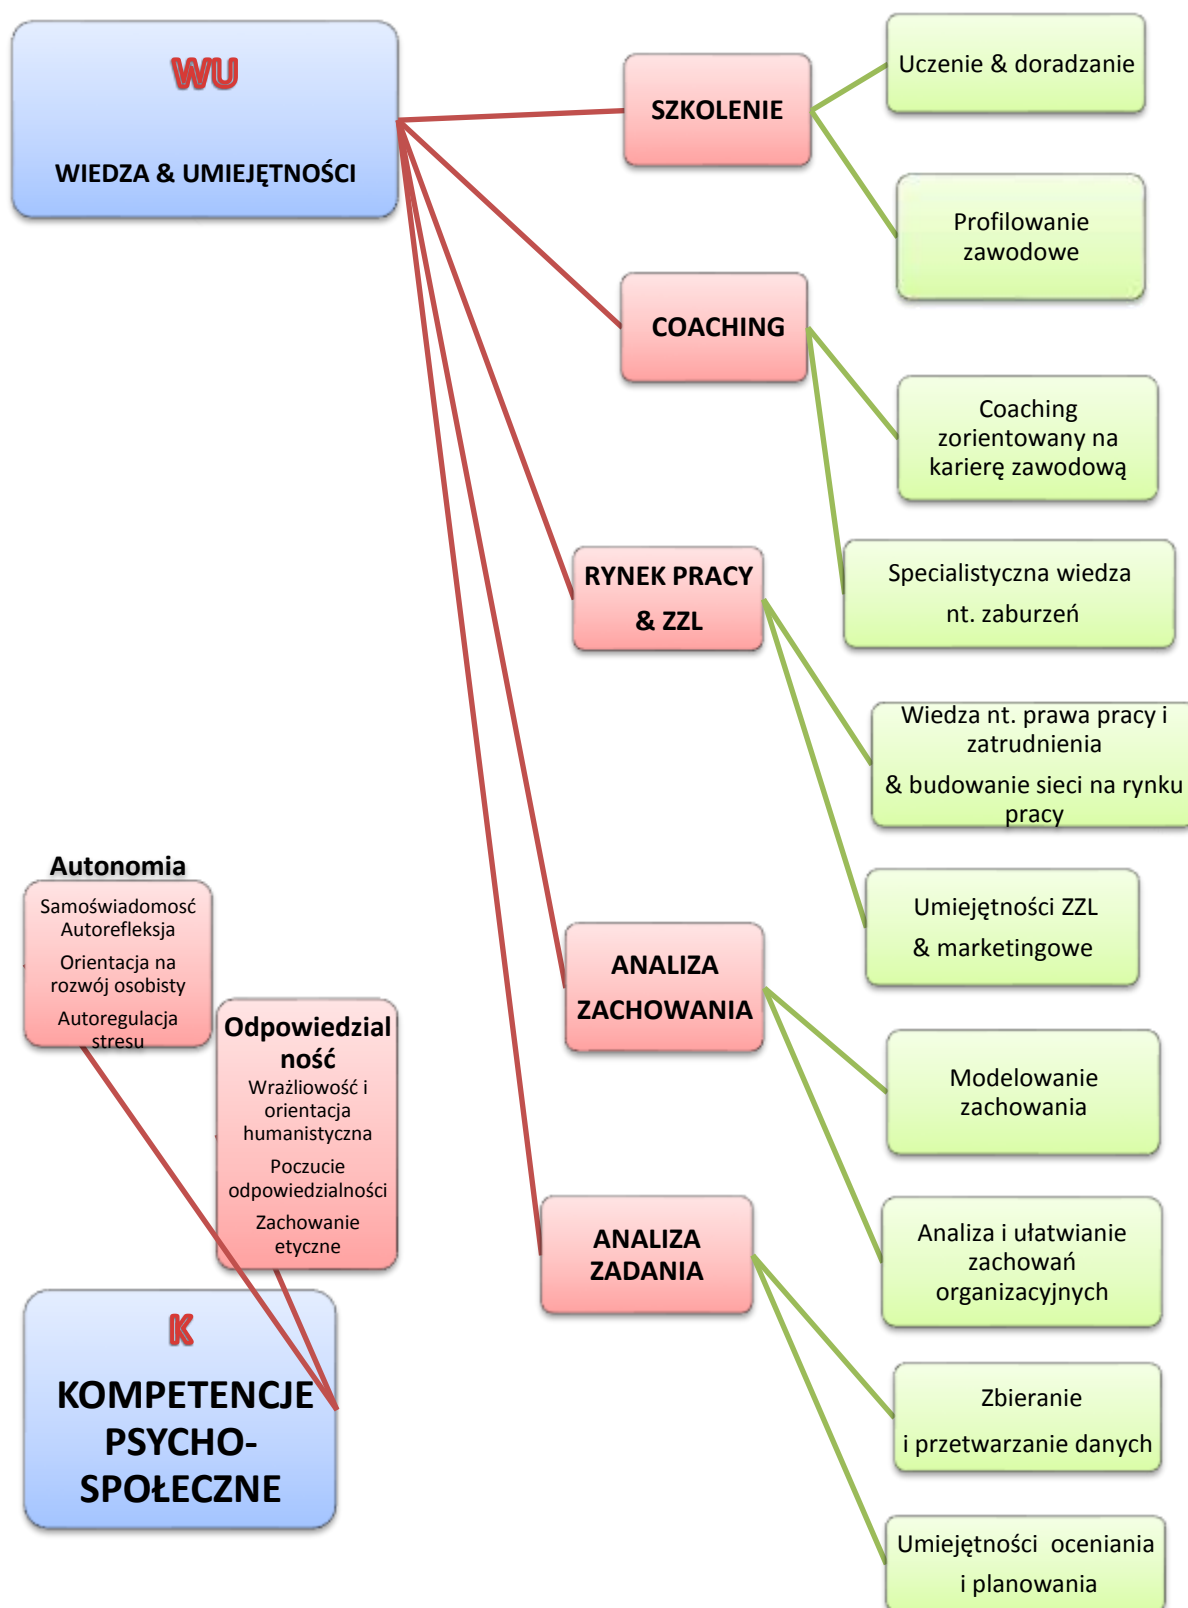 WU
WIEDZA & UMIEJĘTNOŚCI
SZKOLENIE
Uczenie & doradzanie
Profilowanie
zawodowe
COACHING
Coaching
zorientowany na
karierę zawodową
Specialistyczna wiedza
nt. zaburzeń
RYNEK PRACY
& ZZL
Wiedza nt. prawa pracy i
zatrudnienia
& budowanie sieci na rynku
pracy
Umiejętności ZZL
& marketingowe
ANALIZA
ZACHOWANIA
Modelowanie
zachowania
Analiza i ułatwianie
zachowań
organizacyjnych
ANALIZA
ZADANIA
Zbieranie
i przetwarzanie danych
Umiejętności oceniania
i planowania
Autonomia
Samoświadomosć
Autorefleksja
Orientacja na
rozwój osobisty
Autoregulacja
stresu
Odpowiedzial
ność
Wrażliowość i
orientacja
humanistyczna
Poczucie
odpowiedzialności
Zachowanie
etyczne
K
KOMPETENCJE
PSYCHO-
SPOŁECZNE